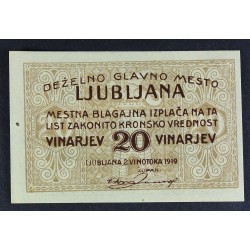 DEŽELNO GLAVNO MESTO
LJUBLJANA
MESTNA BLAGAJNA IZPLAČA NA TA
LIST ZAKONITO KRONSKO VREDNOST
VINARJEV 20 VINARJEV
LJUBLJANA 2. VINOTOKA 1919
ŽUPAN: